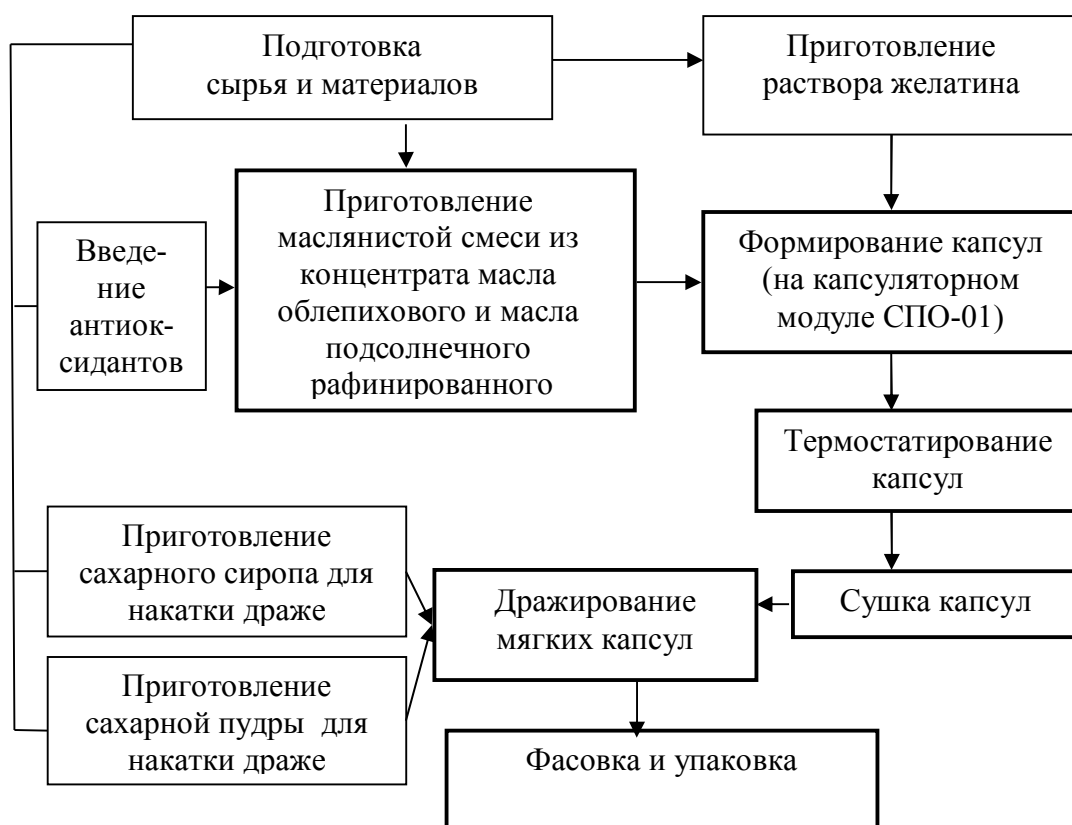 Подготовка
сырья и материалов
Приготовление
раствора желатина
Введе-
ние
антиок-
сидантов
Приготовление
маслянистой смеси из
концентрата масла
облепихового и масла
подсолнечного
рафинированного
Формирование капсул
(на капсуляторном
модуле СПО-01)
Термостатирование
капсул
Приготовление
сахарного сиропа для
накатки драже
Дражирование
мягких капсул
Сушка капсул
Приготовление
сахарной пудры для
накатки драже
Фасовка и упаковка